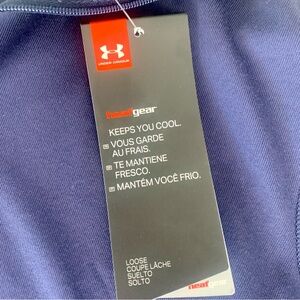 UNDER ARMOUR
heatgear
KEEPS YOU COOL.
VOUS GARDE
AU FRAIS.
TE MANTIENE
FRESCO.
MANTÉM VOCÊ FRIO.
LOOSE
COUPE LÂCHE
SUELTO
SOLTO
heatgear